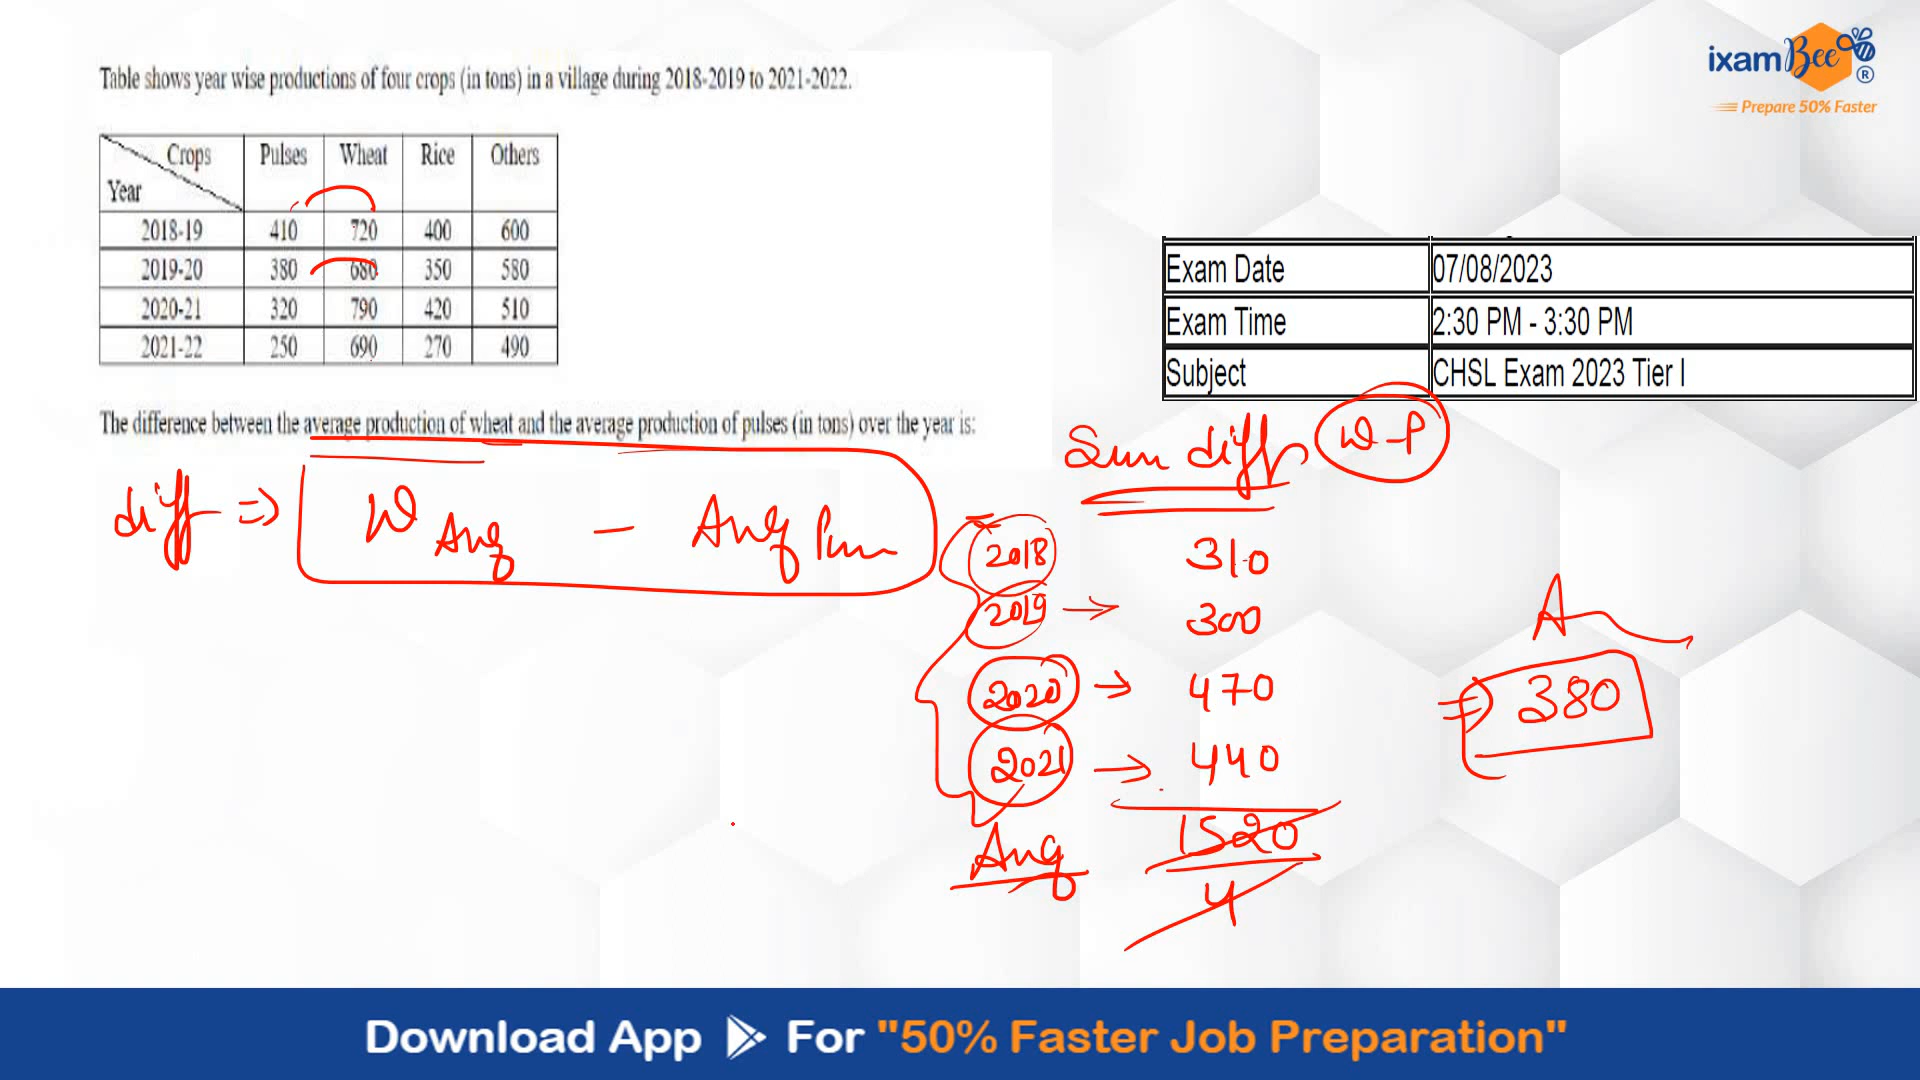 ixamBee
®
Prepare 50% Faster
Table shows year wise productions of four crops (in tons) in a village during 2018-2019 to 2021-2022.
Crops Pulses Wheat Rice Others
Year
2018-19 410 720 400 600
2019-20 380 680 350 580
2020-21 320 790 420 510
2021-22 250 690 270 490
Exam Date 07/08/2023
Exam Time 2:30 PM - 3:30 PM
Subject CHSL Exam 2023 Tier I
The difference between the average production of wheat and the average production of pulses (in tons) over the year is:
diff W-P
diff ⇒ W Avg - Avg
2018 310
2019 → 300
2020 → 470
2021 → 440
Avg 1520
4
A
⇒ 380
Download App For "50% Faster Job Preparation"